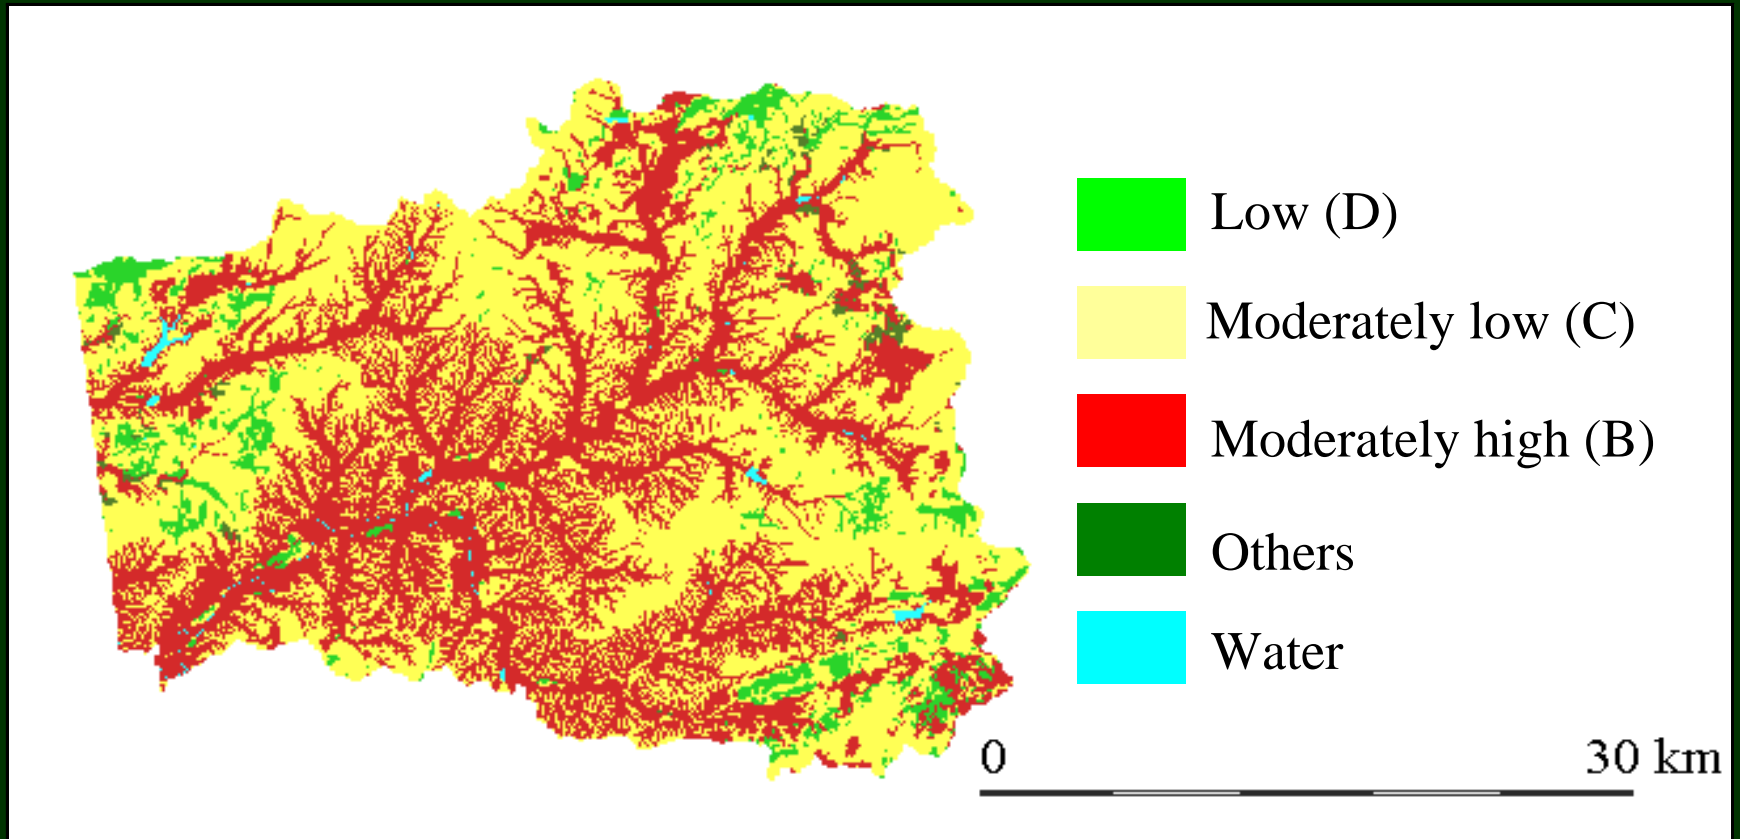 Low (D)
Moderately low (C)
Moderately high (B)
Others
Water
0 30 km